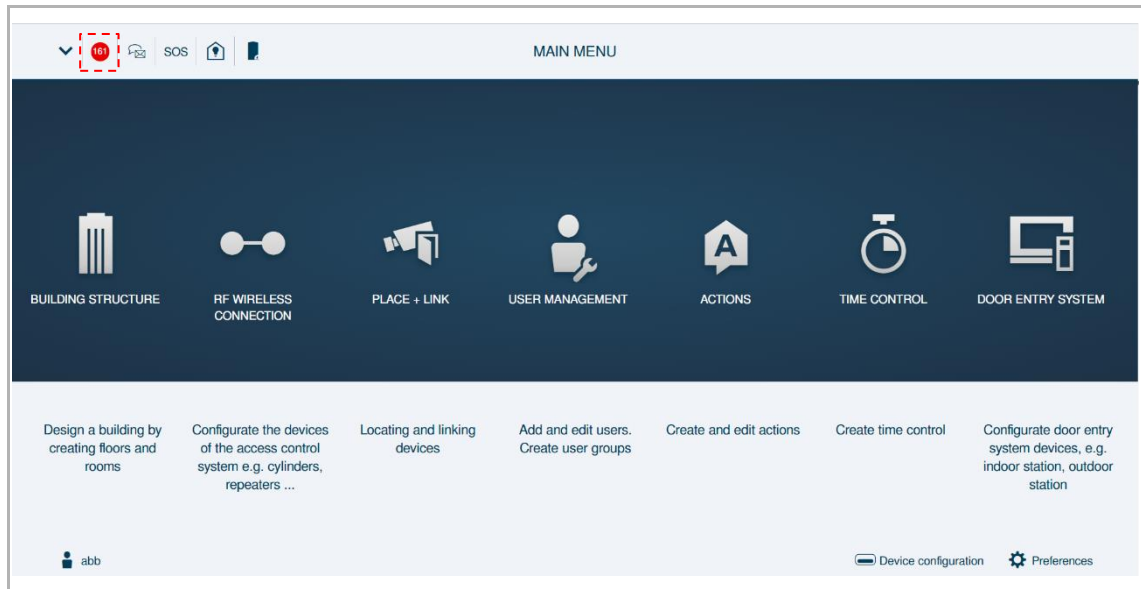 161
SOS
MAIN MENU
BUILDING STRUCTURE
RF WIRELESS
CONNECTION
PLACE + LINK
USER MANAGEMENT
A
ACTIONS
TIME CONTROL
DOOR ENTRY SYSTEM
Design a building by
creating floors and
rooms
Configurate the devices
of the access control
system e.g. cylinders,
repeaters ...
Locating and linking
devices
Add and edit users.
Create user groups
Create and edit actions
Create time control
Configurate door entry
system devices, e.g.
indoor station, outdoor
station
abb
Device configuration
Preferences